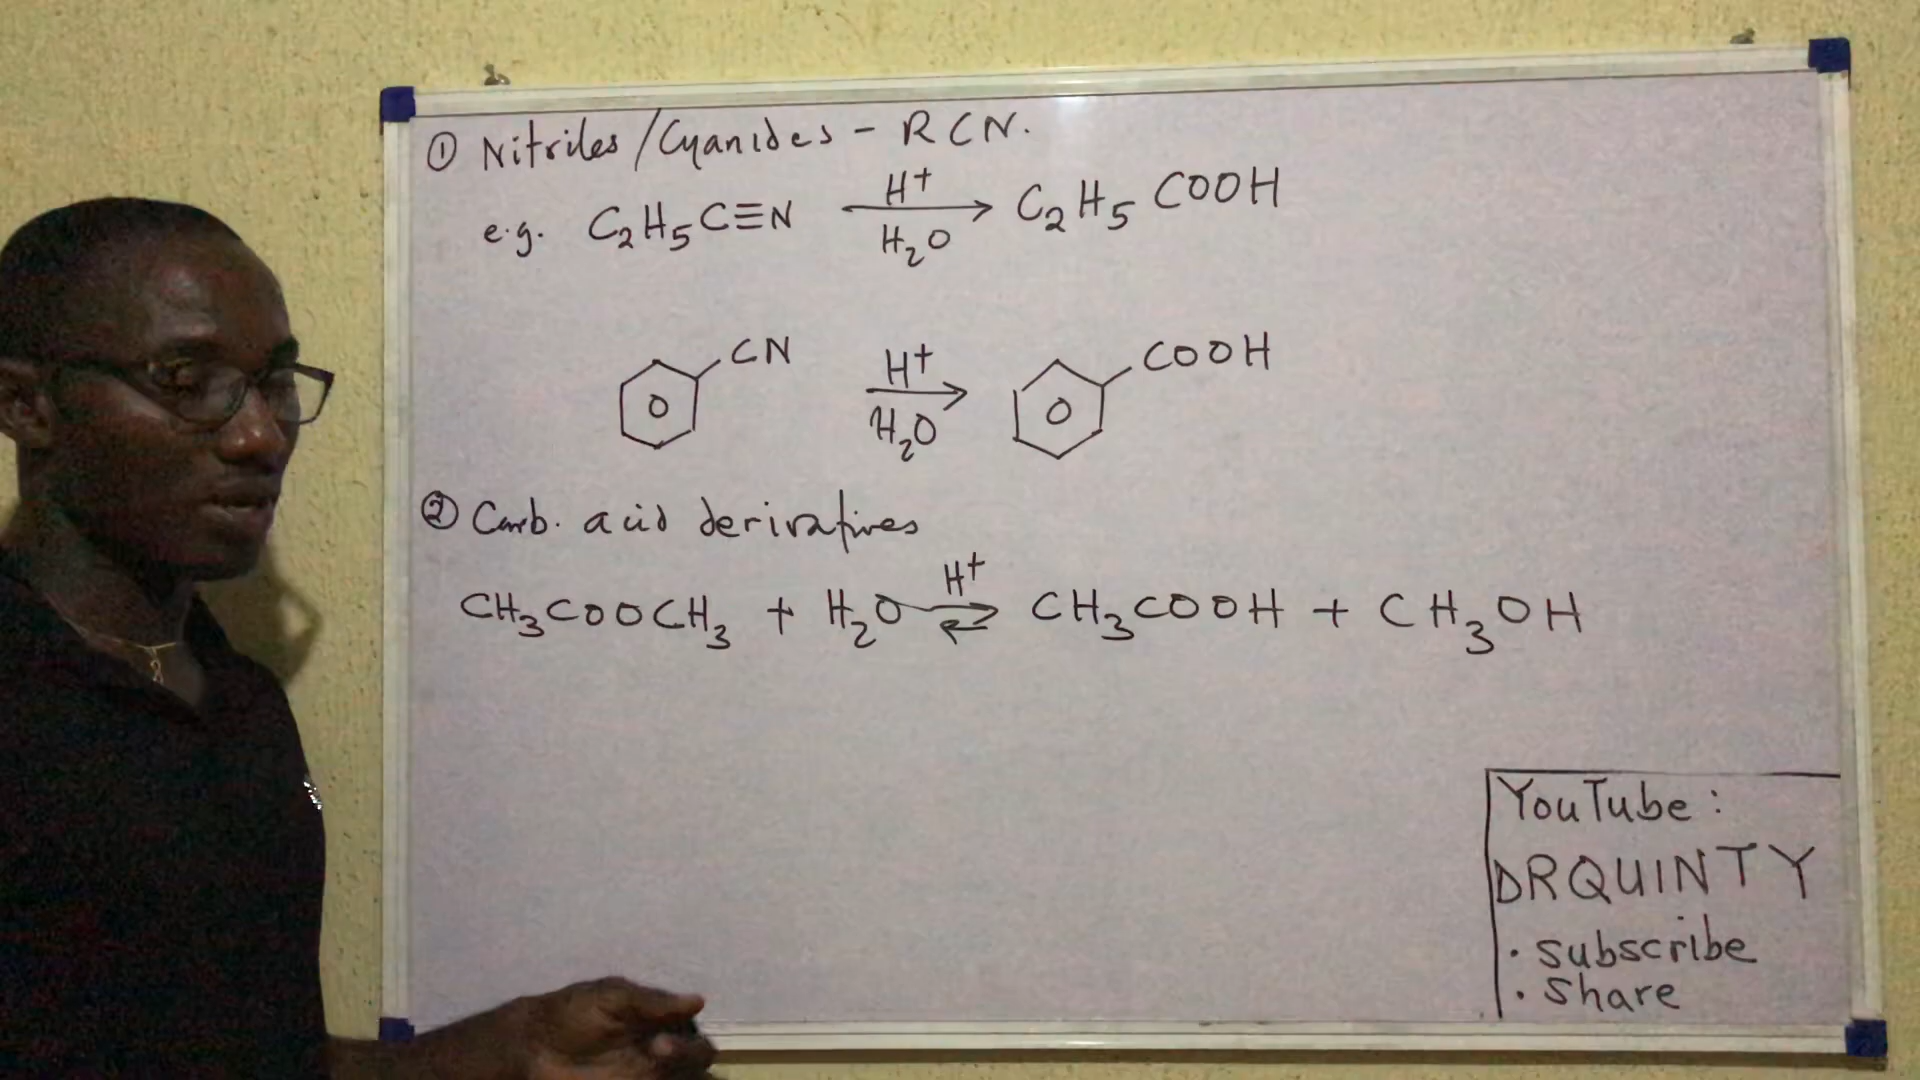 ① Nitriles/Cyanides - RCN.
e.g. C₂H₅C≡N H⁺ H₂O → C₂H₅COOH
CN H⁺ H₂O → COOH
② Carb. acid derivatives
CH₃COOCH₃ + H₂O H⁺ ⇌ CH₃COOH + CH₃OH
YouTube:
DRQUINTY
• subscribe
• share